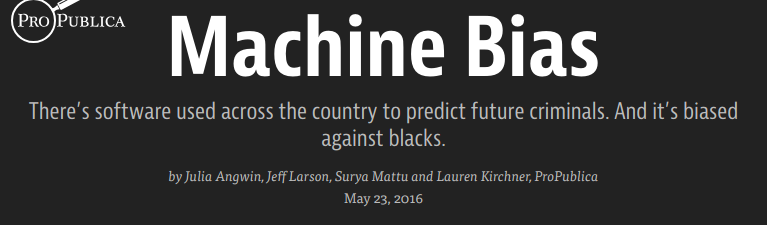 PROPUBLICA
Machine Bias
There's software used across the country to predict future criminals. And it's biased
against blacks.
by Julia Angwin, Jeff Larson, Surya Mattu and Lauren Kirchner, ProPublica
May 23, 2016